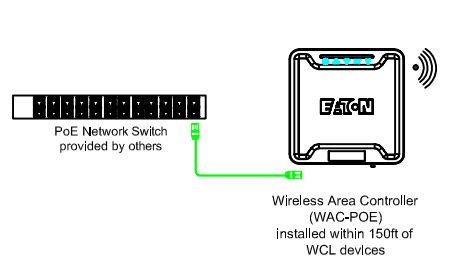 EATON
PoE Network Switch
provided by others
Wireless Area Controller
(WAC-POE)
installed within 150ft of
WCL devices